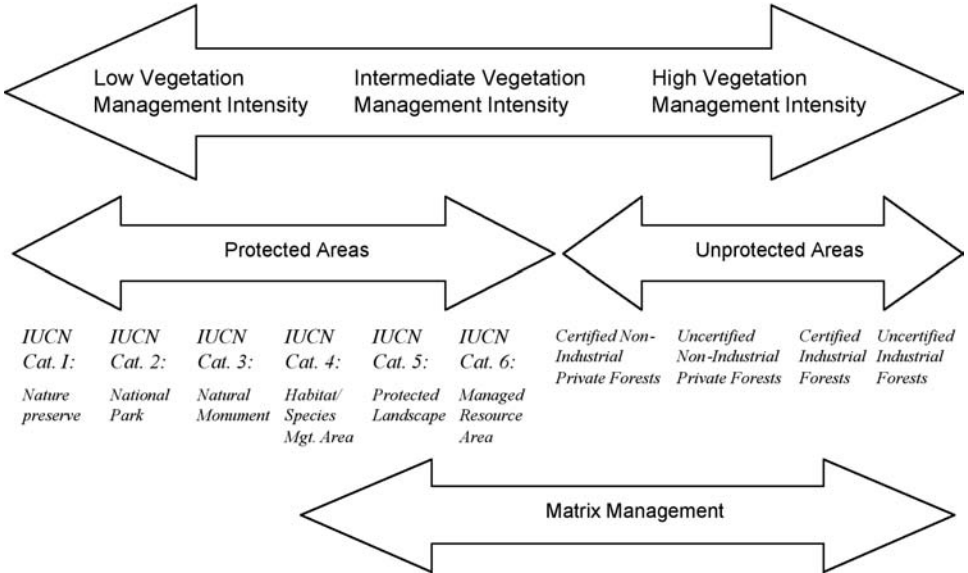 Low Vegetation
Management Intensity
Intermediate Vegetation
Management Intensity
High Vegetation
Management Intensity
Protected Areas
Unprotected Areas
IUCN
Cat. 1:
Nature
preserve
IUCN
Cat. 2:
National
Park
IUCN
Cat. 3:
Natural
Monument
IUCN
Cat. 4:
Habitat/
Species
Mgt. Area
IUCN
Cat. 5:
Protected
Landscape
IUCN
Cat. 6:
Managed
Resource
Area
Certified Non-
Industrial
Private Forests
Uncertified
Non-Industrial
Private Forests
Certified
Industrial
Forests
Uncertified
Industrial
Forests
Matrix Management